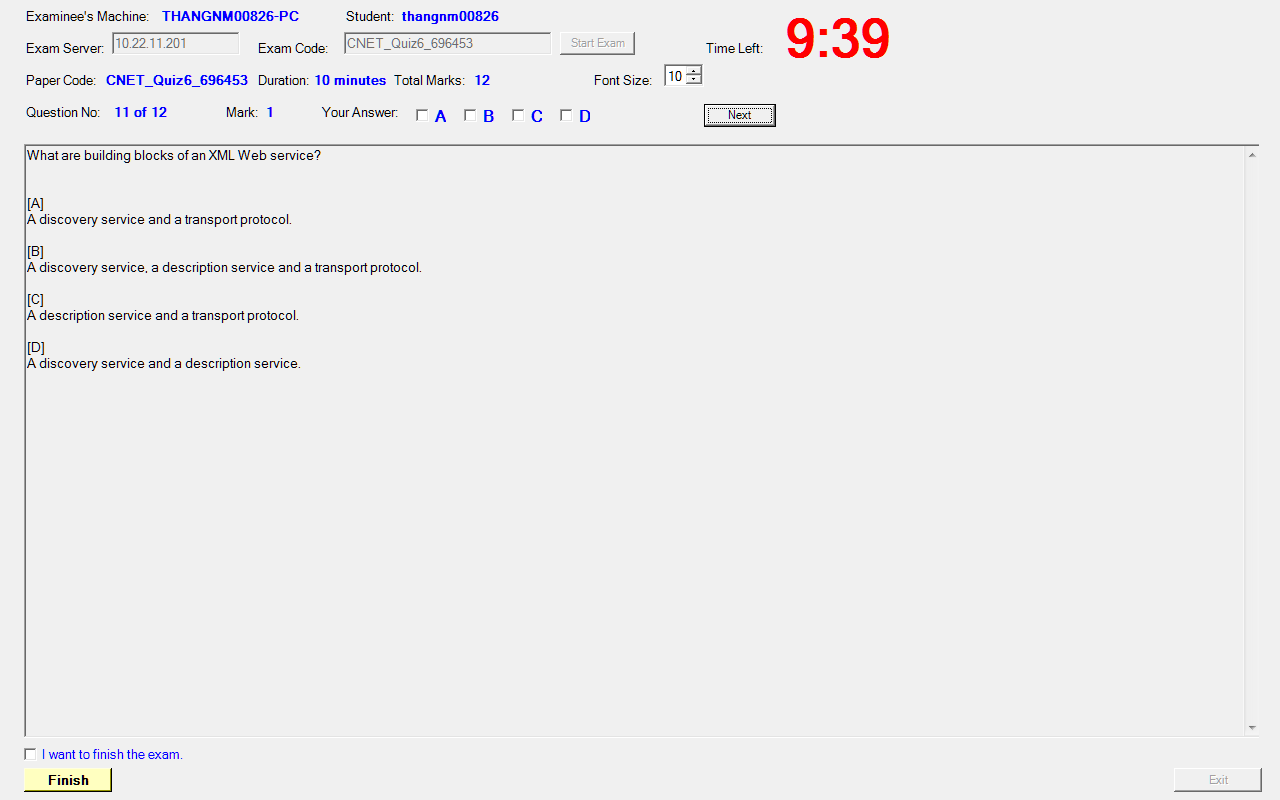 Examinee's Machine: THANGNM00826-PC Student: thangnm00826
Exam Server: 10.22.11.201 Exam Code: CNET_Quiz6_696453 Start Exam Time Left: 9:39
Paper Code: CNET_Quiz6_696453 Duration: 10 minutes Total Marks: 12 Font Size: 10
Question No: 11 of 12 Mark: 1 Your Answer: A B C D Next
What are building blocks of an XML Web service?
[A]
A discovery service and a transport protocol.
[B]
A discovery service, a description service and a transport protocol.
[C]
A description service and a transport protocol.
[D]
A discovery service and a description service.
I want to finish the exam.
Finish Exit